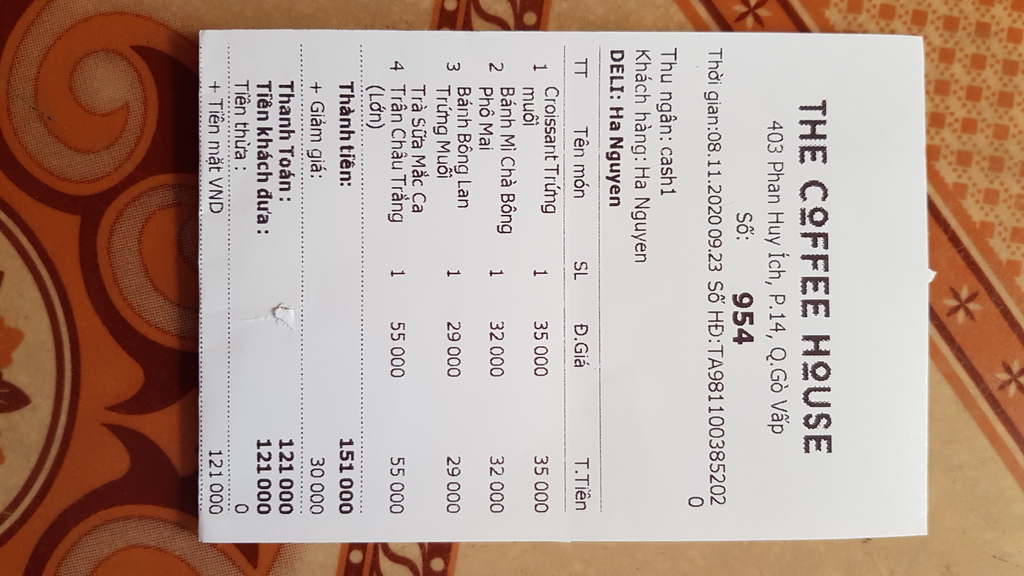 THE COFFEE HOUSE
403 Phan Huy Ích, P.14, Q.Gò Vấp
Số: 954
Thời gian:08.11.2020 09.23 Số HĐ:TA98110038520​2
0
Thu ngân: cash1
Khách hàng: Ha Nguyen
DELI: Ha Nguyen
TT Tên món SL Đ.Giá T.Tiền
1 Croissant Trứng 1 35 000 35 000
muối
2 Bánh Mì Chà Bông 1 32 000 32 000
Phô Mai
3 Bánh Bông Lan 1 29 000 29 000
Trứng Muối
Trà Sữa Mắc Ca
4 Trân Châu Trắng 1 55 000 55 000
(Lớn)
Thành tiền: 151 000
+ Giảm giá: 30 000
Thanh Toán : 121 000
Tiền khách đưa : 121 000
Tiền thừa : 0
+ Tiền mặt VND 121 000